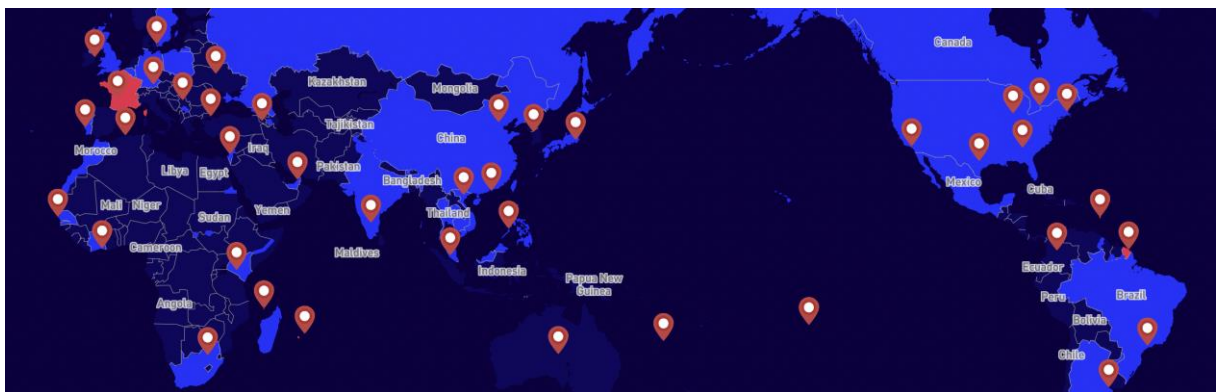 Canada
Kazakhstan
Mongolia
Tajikistan
China
Morocco
Iraq
Libya
Egypt
Pakistan
Bangladesh
Mexico
Cuba
Mali
Niger
Sudan
Yemen
Thailand
Cameroon
Maldives
Indonesia
Ecuador
Papua New
Guinea
Peru
Brazil
Angola
Bolivia
Chile